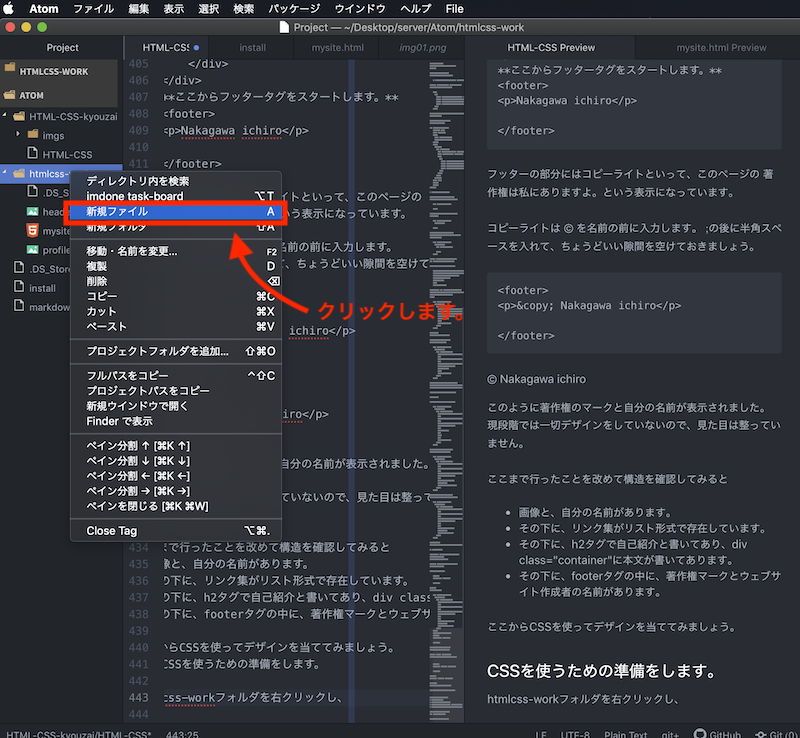 Atom ファイル 編集 表示 選択 検索 パッケージ ウインドウ ヘルプ File
Project — ~/Desktop/server/Atom/htmlcss-work
Project
HTMLCSS-WORK
ATOM
HTML-CSS-kyouzai
imgs
HTML-CSS
htmlcss-
.DS_S
head
mysite
profile
.DS_Store
install
markdow
HTML-CS
install
mysite.html
img01.png
405 </div>
406 </div>
407 **ここからフッタータグをスタートします。**
408 <footer>
409 <p>Nakagawa ichiro</p>
410
411 </footer>
イトといって、このページの
いう表示になっています。
名前の前に入力します。
て、ちょうどいい隙間を空けて
ichiro</p>
iro</p>
自分の名前が表示されました。
ていないので、見た目は整って
434 まで行ったことを改めて構造を確認してみると
435 像と、自分の名前があります。
436 の下に、リンク集がリスト形式で存在しています。
437 の下に、h2タグで自己紹介と書いてあり、div clas
438 の下に、footerタグの中に、著作権マークとウェブサ
439
440 からCSSを使ってデザインを当ててみましょう。
441 CSSを使うための準備をします。
442
443 css-workフォルダを右クリックし、
444
ディレクトリ内を検索
imdone task-board ⌥T
新規ファイル A
新規フォルダ ⇧A
移動・名前を変更... F2
複製 D
削除 ⌫
コピー ⌘C
カット ⌘X
ペースト ⌘V
プロジェクトフォルダを追加... ⇧⌘O
フルパスをコピー ^⇧C
プロジェクトパスをコピー
新規ウインドウで開く
Finder で表示
ペイン分割 ↑ [⌘K ↑]
ペイン分割 ↓ [⌘K ↓]
ペイン分割 ← [⌘K ←]
ペイン分割 → [⌘K →]
ペインを閉じる [⌘K ⌘W]
Close Tag ⌥⌘.
クリックします。
HTML-CSS Preview
mysite.html Preview
**ここからフッタータグをスタートします。**
<footer>
<p>Nakagawa ichiro</p>
</footer>
フッターの部分にはコピーライトといって、このページの 著
作権は私にありますよ。という表示になっています。
コピーライトは © を名前の前に入力します。 ;の後に半角スペ
ースを入れて、ちょうどいい隙間を空けておきましょう。
<footer>
<p>&copy; Nakagawa ichiro</p>
</footer>
© Nakagawa ichiro
このように著作権のマークと自分の名前が表示されました。
現段階では一切デザインをしていないので、見た目は整ってい
ません。
ここまで行ったことを改めて構造を確認してみると
• 画像と、自分の名前があります。
• その下に、リンク集がリスト形式で存在しています。
• その下に、h2タグで自己紹介と書いてあり、div
class="container"に本文が書いてあります。
• その下に、footerタグの中に、著作権マークとウェブサ
イト作成者の名前があります。
ここからCSSを使ってデザインを当ててみましょう。
CSSを使うための準備をします。
htmlcss-workフォルダを右クリックし、
HTML-CSS-kyouzai/HTML-CSS* 443:25
LF UTF-8 Plain Text git+ GitHub Git (0)